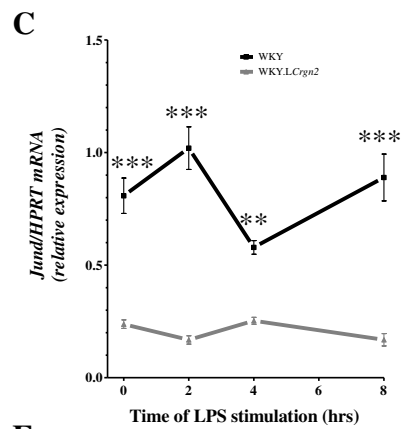 C
Jund/HPRT mRNA
(relative expression)
1.5
1.0
0.5
0.0
WKY
WKY.LCrgn2
***
***
**
***
0
2
4
6
8
Time of LPS stimulation (hrs)